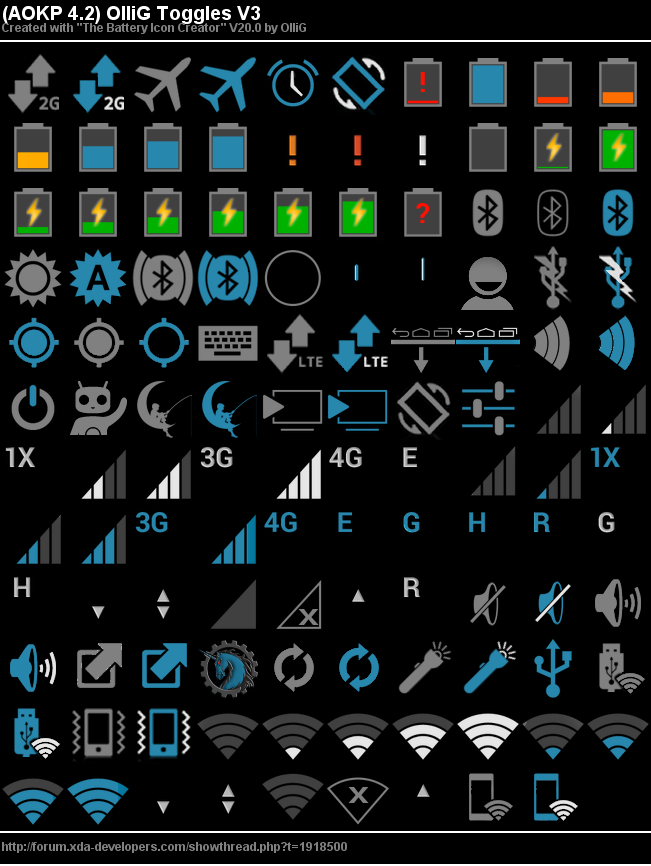 (AOKP 4.2) OlliG Toggles V3
Created with "The Battery Icon Creator" V20.0 by OlliG
2G 2G ! !
! ! !
?
A
LTE LTE
1X 3G 4G E 1X
3G 4G E G H R G
H X R
X
http://forum.xda-developers.com/showthread.php?t=1918500